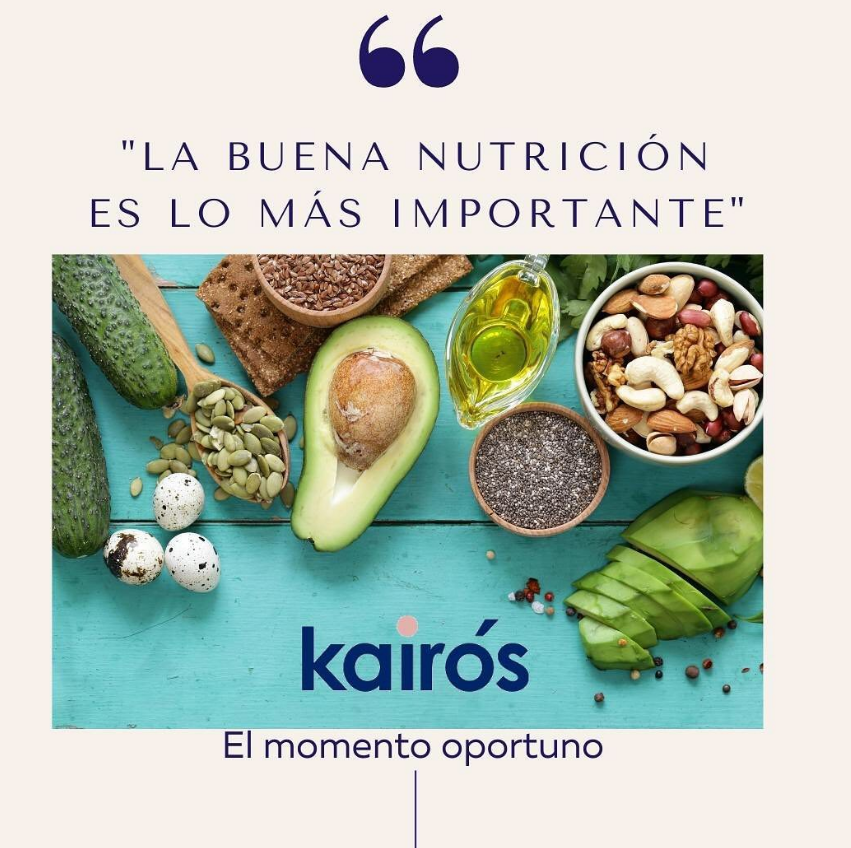 "LA BUENA NUTRICIÓN
ES LO MÁS IMPORTANTE"
kairós
El momento oportuno